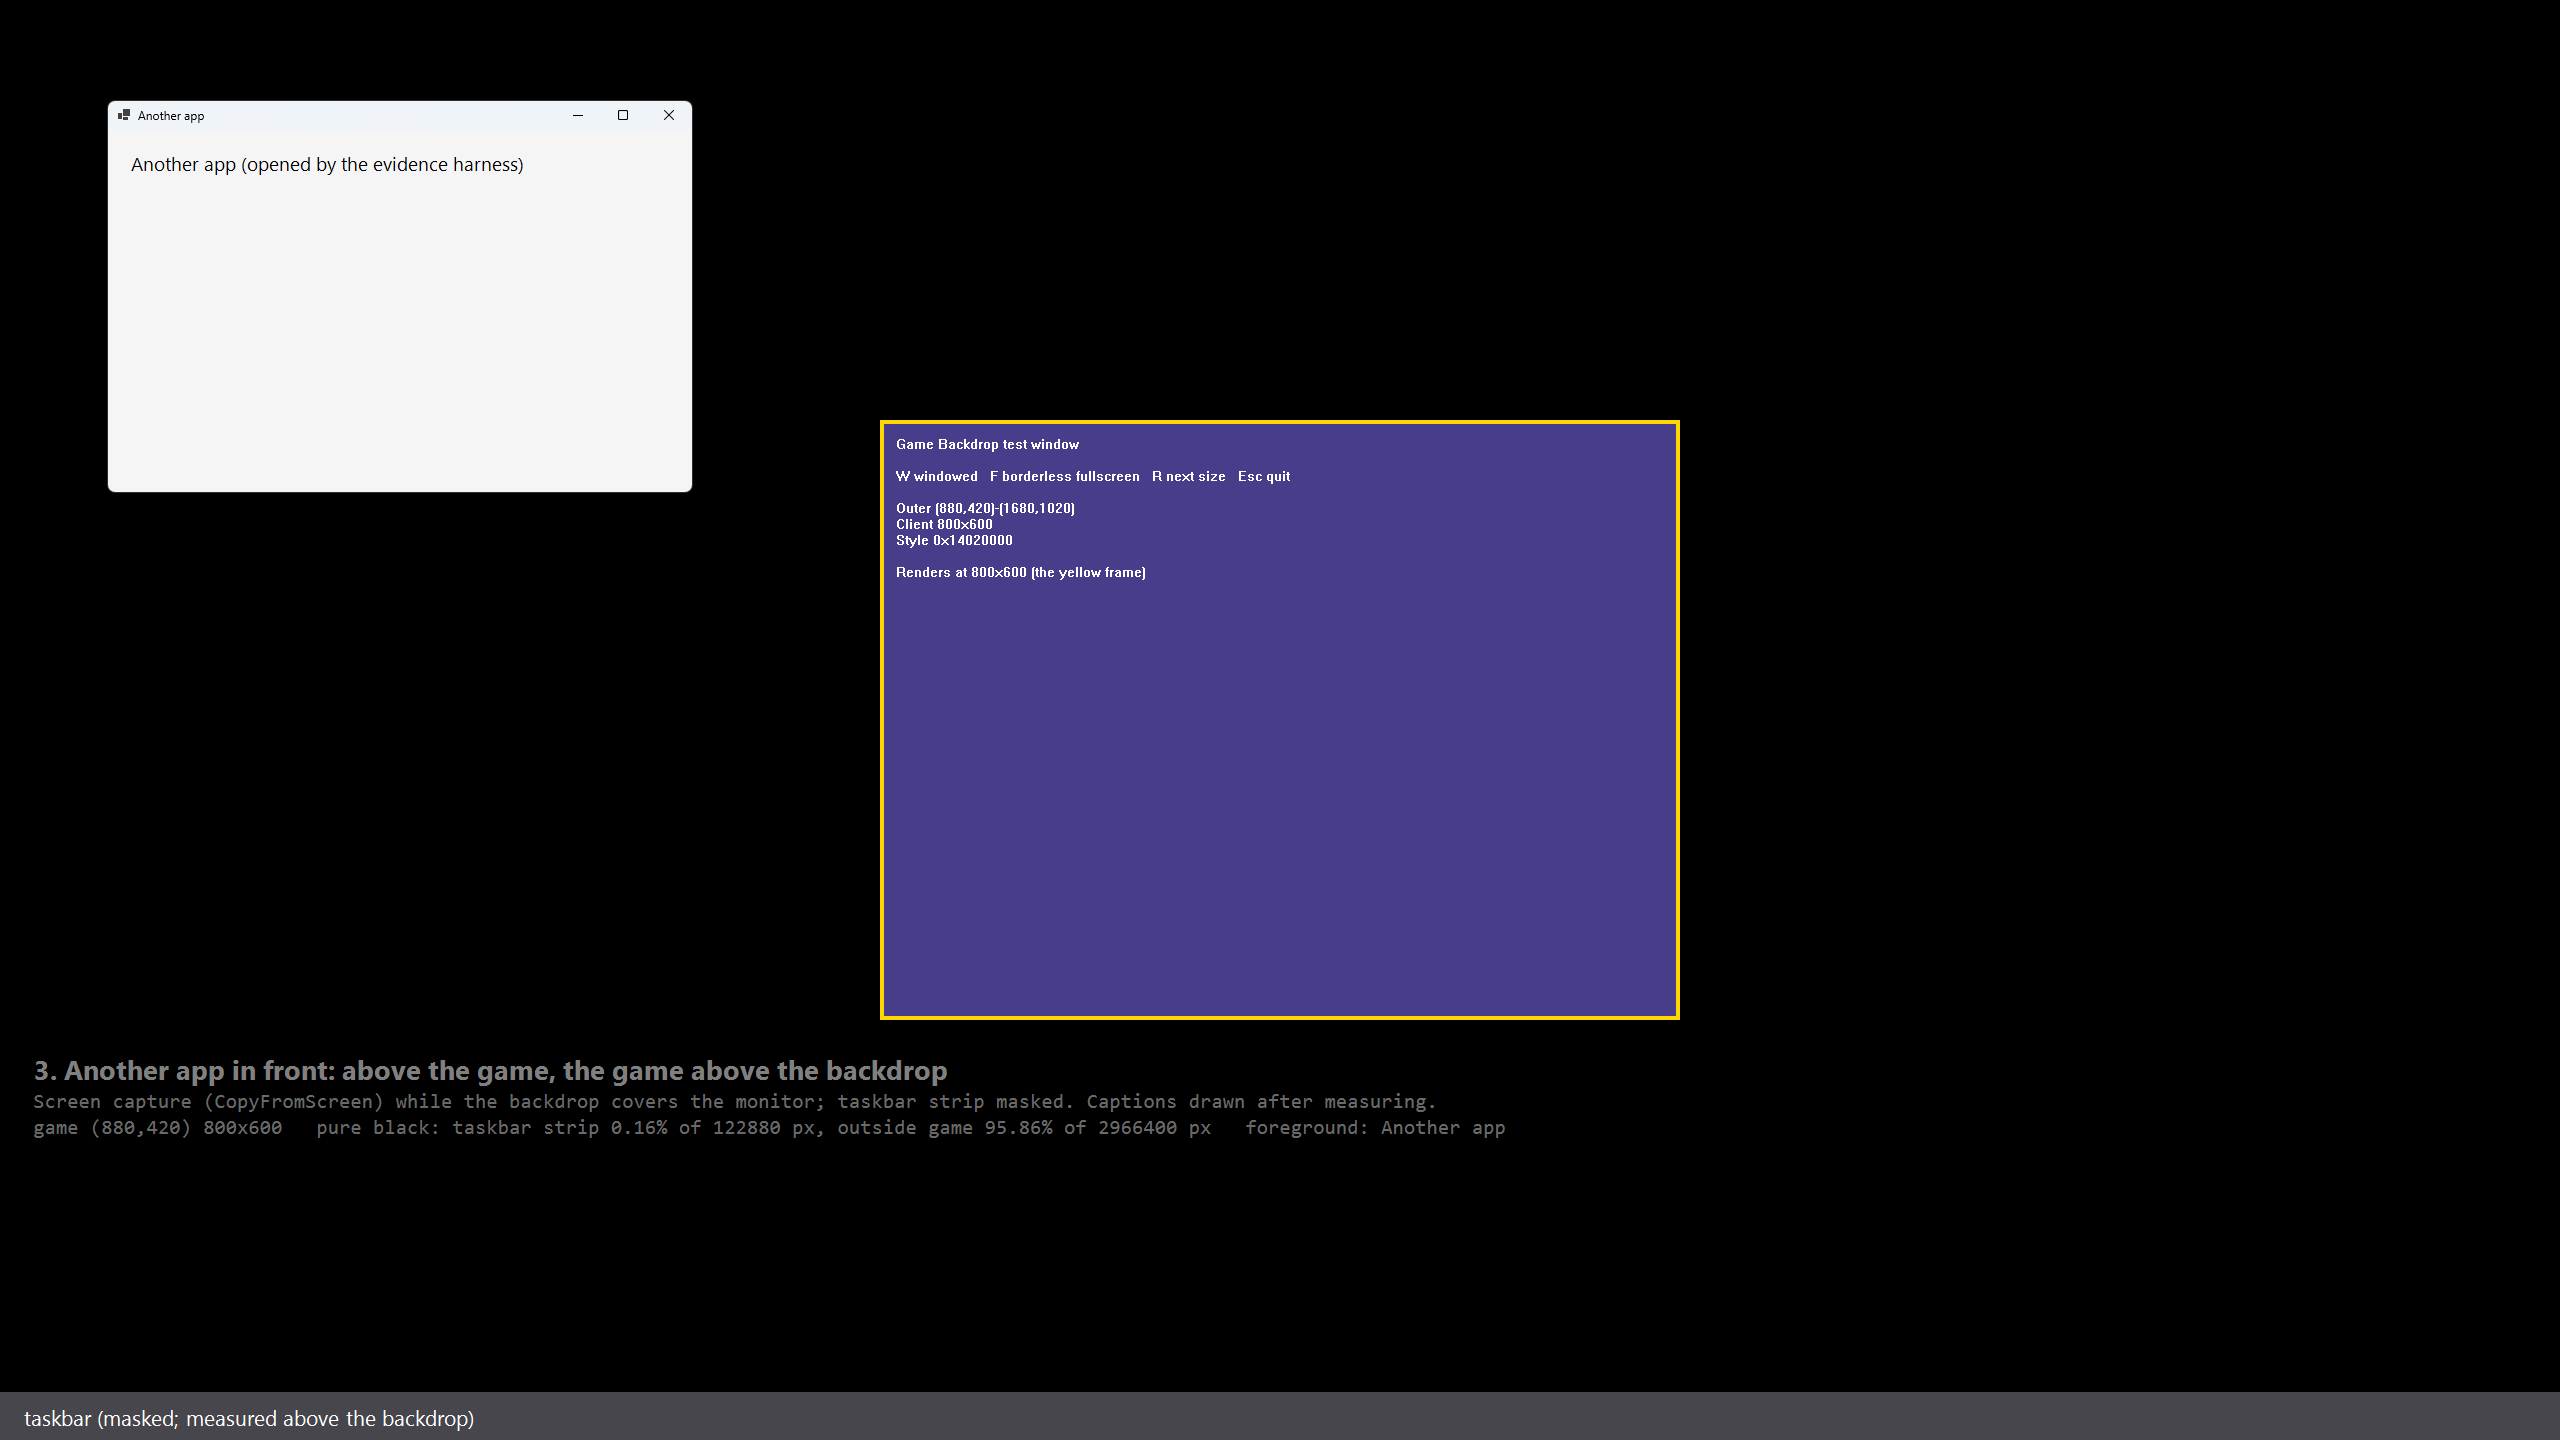 Another app
Another app (opened by the evidence harness)
Game Backdrop test window
W windowed   F borderless fullscreen   R next size   Esc quit
Outer (880,420)-(1680,1020)
Client 800x600
Style 0x14020000
Renders at 800x600 (the yellow frame)
3. Another app in front: above the game, the game above the backdrop
Screen capture (CopyFromScreen) while the backdrop covers the monitor; taskbar strip masked. Captions drawn after measuring.
game (880,420) 800x600   pure black: taskbar strip 0.16% of 122880 px, outside game 95.86% of 2966400 px   foreground: Another app
taskbar (masked; measured above the backdrop)